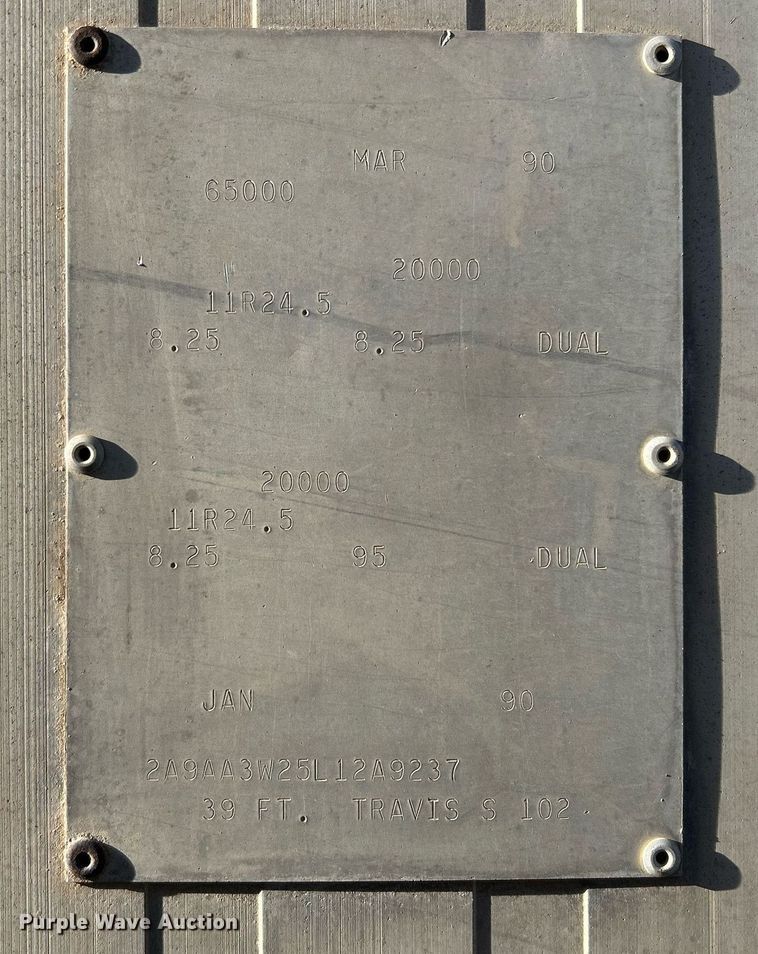 MAR 90
65000
20000
11R24.5
8.25 8.25 DUAL
20000
11R24.5
8.25 95 DUAL
JAN 90
2A9AA3W25L12A9237
39 FT. TRAVIS S 102
Purple Wave Auction